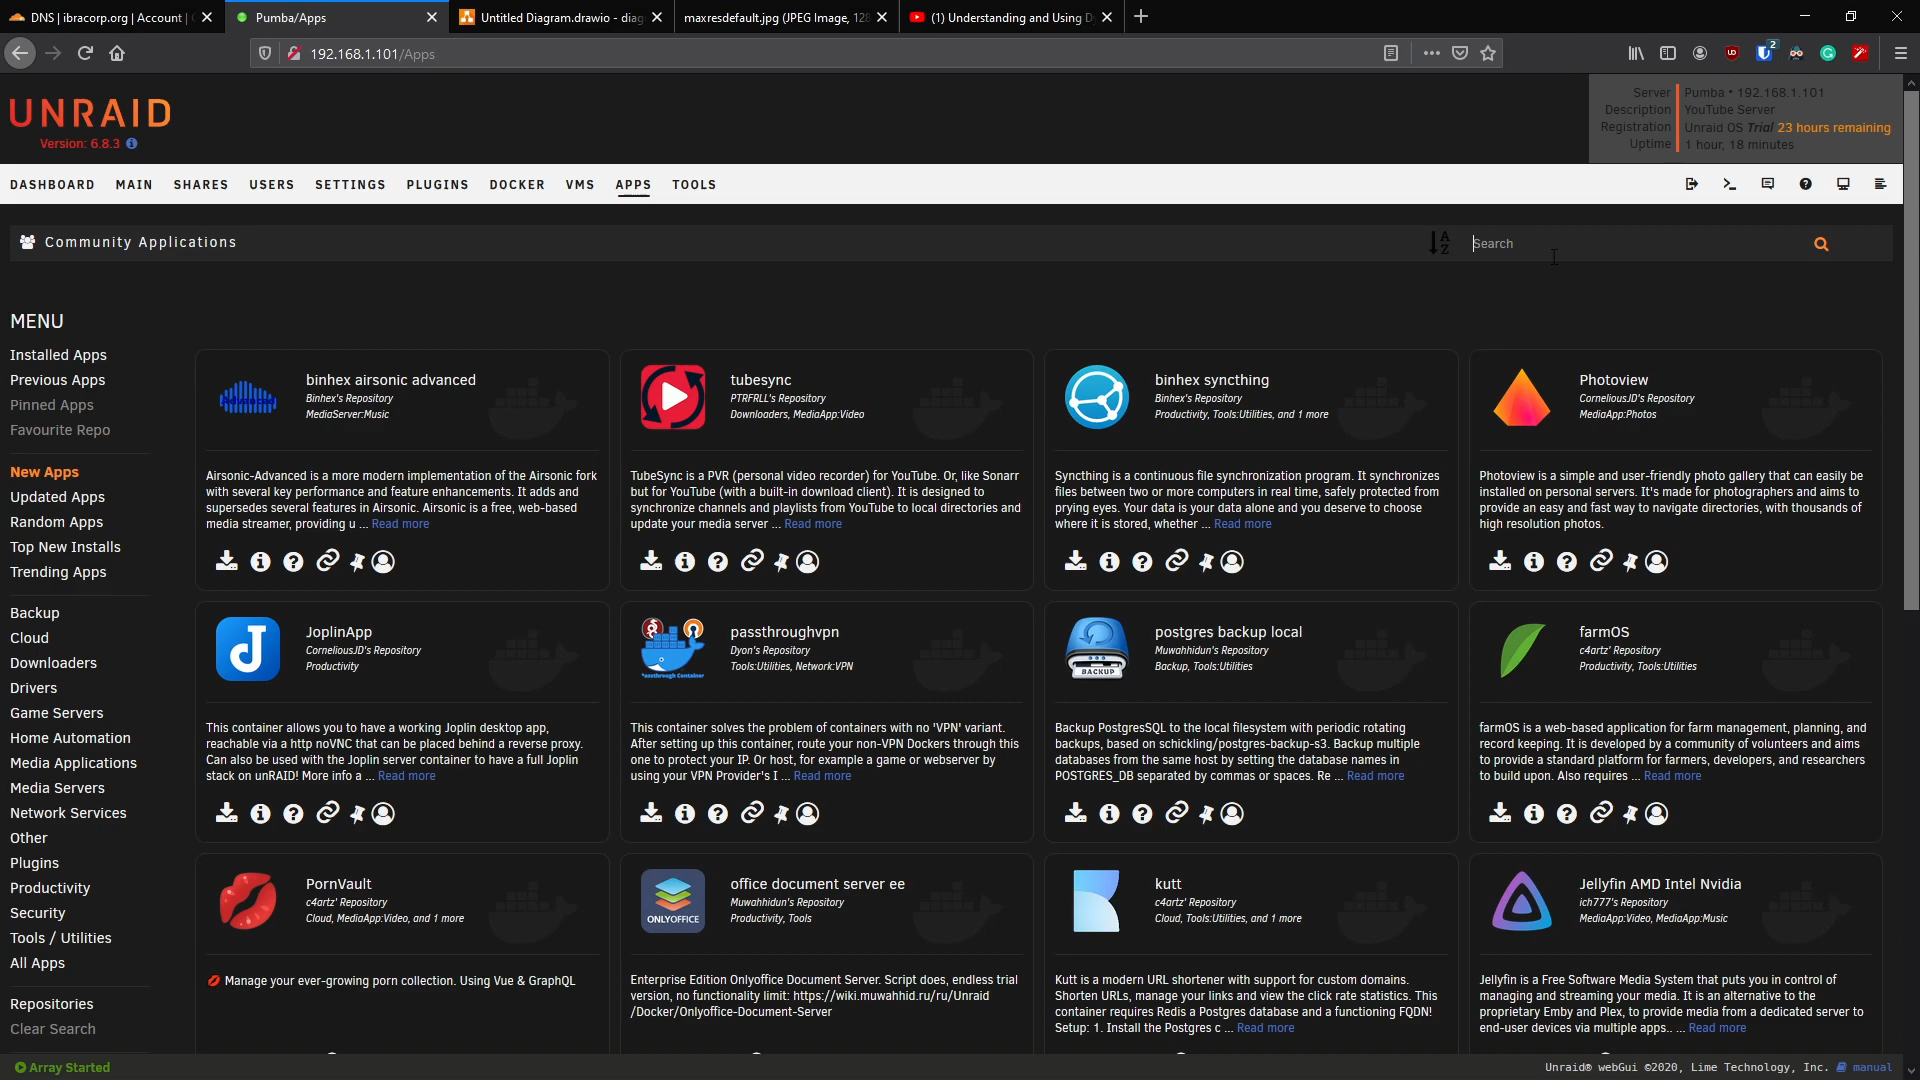 DNS | ibracorp.org | Account |
Pumba/Apps
Untitled Diagram.drawio - diag
maxresdefault.jpg (JPEG Image, 128
(1) Understanding and Using D
192.168.1.101/Apps
2
UNRAID
Version: 6.8.3
Server Pumba • 192.168.1.101
Description YouTube Server
Registration Unraid OS Trial 23 hours remaining
Uptime 1 hour, 18 minutes
DASHBOARD MAIN SHARES USERS SETTINGS PLUGINS DOCKER VMS APPS TOOLS
Community Applications
A
Z
Search
MENU
Installed Apps
Previous Apps
Pinned Apps
Favourite Repo
New Apps
Updated Apps
Random Apps
Top New Installs
Trending Apps
Backup
Cloud
Downloaders
Drivers
Game Servers
Home Automation
Media Applications
Media Servers
Network Services
Other
Plugins
Productivity
Security
Tools / Utilities
All Apps
Repositories
Clear Search
binhex airsonic advanced
Binhex's Repository
MediaServer:Music
Airsonic-Advanced is a more modern implementation of the Airsonic fork
with several key performance and feature enhancements. It adds and
supersedes several features in Airsonic. Airsonic is a free, web-based
media streamer, providing u ... Read more
tubesync
PTRFRLL's Repository
Downloaders, MediaApp:Video
TubeSync is a PVR (personal video recorder) for YouTube. Or, like Sonarr
but for YouTube (with a built-in download client). It is designed to
synchronize channels and playlists from YouTube to local directories and
update your media server ... Read more
binhex syncthing
Binhex's Repository
Productivity, Tools:Utilities, and 1 more
Syncthing is a continuous file synchronization program. It synchronizes
files between two or more computers in real time, safely protected from
prying eyes. Your data is your data alone and you deserve to choose
where it is stored, whether ... Read more
Photoview
CorneliousJD's Repository
MediaApp:Photos
Photoview is a simple and user-friendly photo gallery that can easily be
installed on personal servers. It's made for photographers and aims to
provide an easy and fast way to navigate directories, with thousands of
high resolution photos.
JoplinApp
CorneliousJD's Repository
Productivity
This container allows you to have a working Joplin desktop app,
reachable via a http noVNC that can be placed behind a reverse proxy.
Can also be used with the Joplin server container to have a full Joplin
stack on unRAID! More info a ... Read more
passthroughvpn
Dyon's Repository
Tools:Utilities, Network:VPN
This container solves the problem of containers with no 'VPN' variant.
After setting up this container, route your non-VPN Dockers through this
one to protect your IP. Or host, for example a game or webserver by
using your VPN Provider's I ... Read more
BACKUP
postgres backup local
Muwahhidun's Repository
Backup, Tools:Utilities
Backup PostgresSQL to the local filesystem with periodic rotating
backups, based on schickling/postgres-backup-s3. Backup multiple
databases from the same host by setting the database names in
POSTGRES_DB separated by commas or spaces. Re ... Read more
farmOS
c4artz' Repository
Productivity, Tools:Utilities
farmOS is a web-based application for farm management, planning, and
record keeping. It is developed by a community of volunteers and aims
to provide a standard platform for farmers, developers, and researchers
to build upon. Also requires ... Read more
PornVault
c4artz' Repository
Cloud, MediaApp:Video, and 1 more
Manage your ever-growing porn collection. Using Vue & GraphQL
ONLYOFFICE
office document server ee
Muwahhidun's Repository
Productivity, Tools
Enterprise Edition Onlyoffice Document Server. Script does, endless trial
version, no functionality limit: https://wiki.muwahhid.ru/ru/Unraid
/Docker/Onlyoffice-Document-Server
kutt
c4artz' Repository
Cloud, Tools:Utilities, and 1 more
Kutt is a modern URL shortener with support for custom domains.
Shorten URLs, manage your links and view the click rate statistics. This
container requires Redis a Postgres database and a functioning FQDN!
Setup: 1. Install the Postgres c ... Read more
Jellyfin AMD Intel Nvidia
ich777's Repository
MediaApp:Video, MediaApp:Music
Jellyfin is a Free Software Media System that puts you in control of
managing and streaming your media. It is an alternative to the
proprietary Emby and Plex, to provide media from a dedicated server to
end-user devices via multiple apps.. ... Read more
Array Started
Unraid® webGui ©2020, Lime Technology, Inc. manual